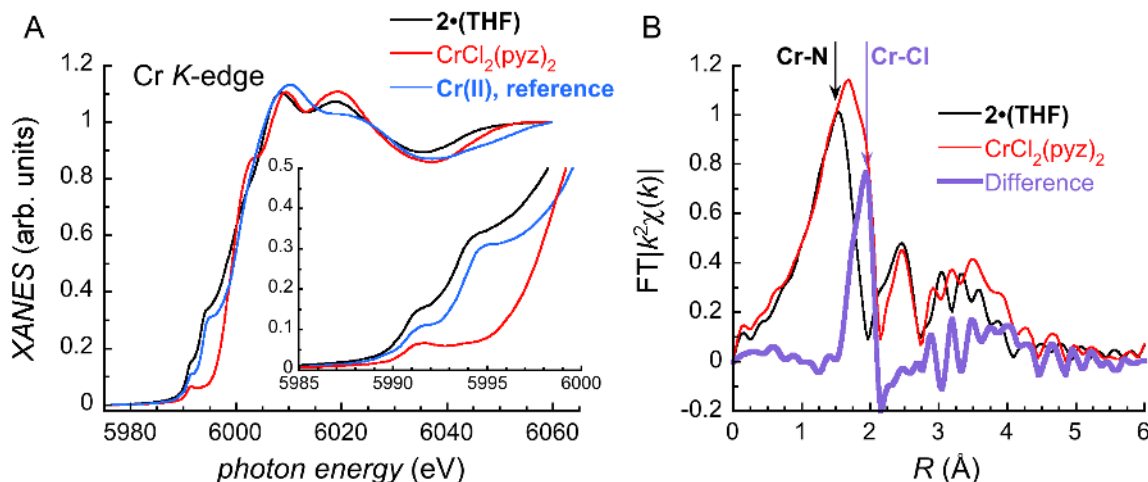 A
2•(THF)
CrCl₂(pyz)₂
Cr(II), reference
Cr K-edge
XANES (arb. units)
1.2
1
0.8
0.6
0.4
0.2
0
0.5
0.4
0.3
0.2
0.1
0
5985 5990 5995 6000
5980 6000 6020 6040 6060
photon energy (eV)
B
Cr-N
Cr-Cl
2•(THF)
CrCl₂(pyz)₂
Difference
FT|k²χ(k)|
1.2
1
0.8
0.6
0.4
0.2
0
-0.2
0 1 2 3 4 5 6
R (Å)